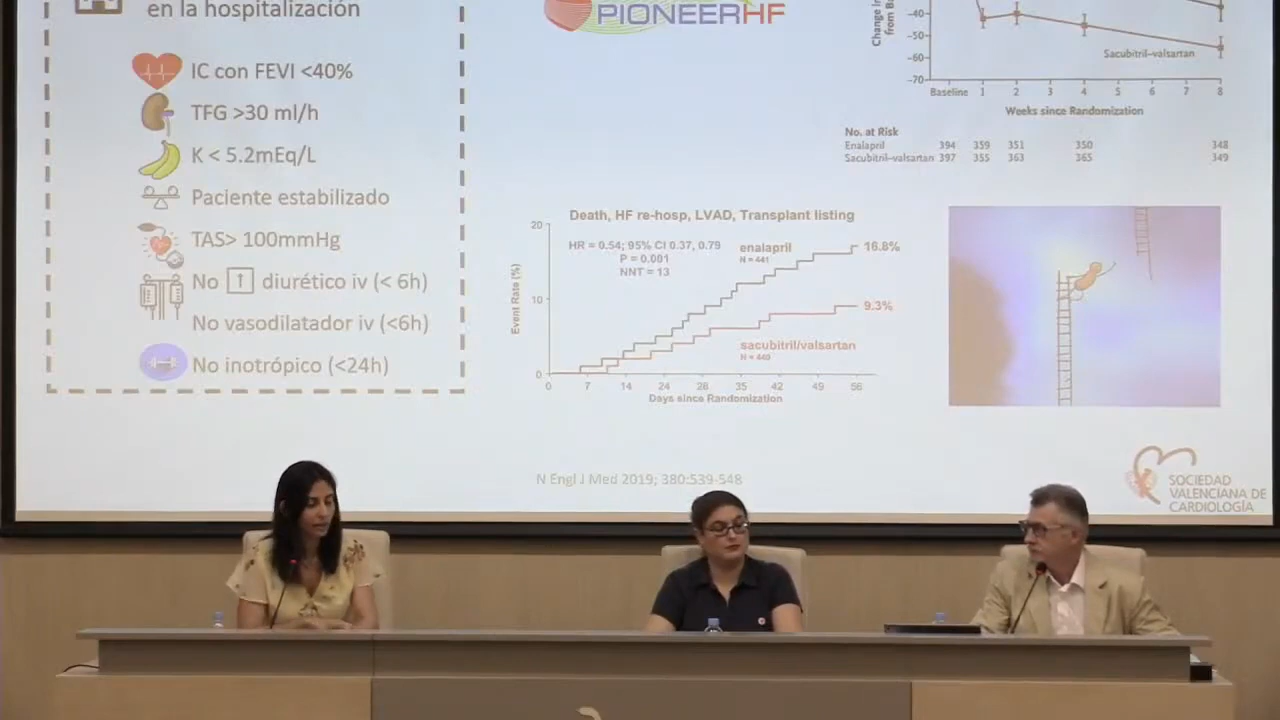 en la hospitalización
IC con FEVI <40%
TFG >30 ml/h
K < 5.2mEq/L
Paciente estabilizado
TAS> 100mmHg
No ↑ diurético iv (< 6h)
No vasodilatador iv (<6h)
No inotrópico (<24h)
PIONEERHF
Change in
from Ba
-40
-50
-60
-70
Sacubitril–valsartan
Baseline 1 2 3 4 5 6 7 8
Weeks since Randomization
No. at Risk
Enalapril 394 359 351 350 348
Sacubitril–valsartan 397 355 363 365 349
Death, HF re-hosp, LVAD, Transplant listing
HR = 0.54; 95% CI 0.37, 0.79
P = 0.001
NNT = 13
enalapril
N = 441
16.8%
9.3%
sacubitril/valsartan
N = 440
Event Rate (%)
20
10
0
0 7 14 21 28 35 42 49 56
Days since Randomization
N Engl J Med 2019; 380:539-548
SOCIEDAD
VALENCIANA DE
CARDIOLOGÍA